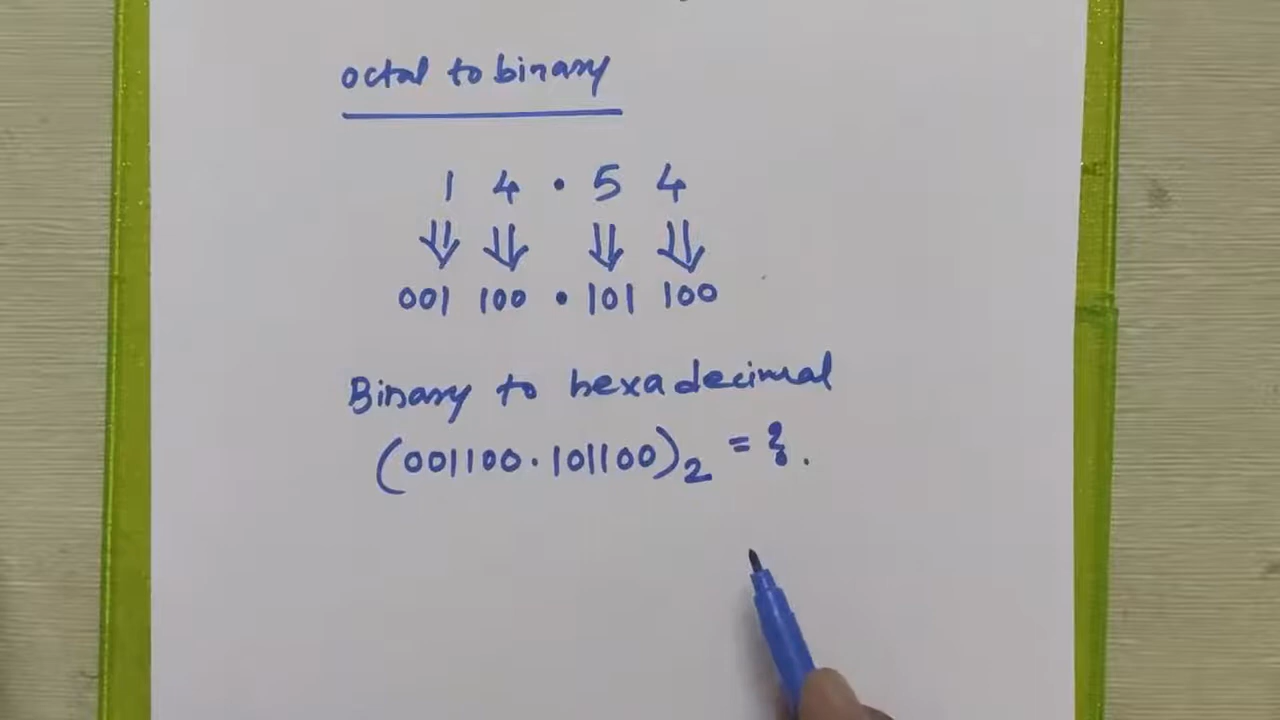 octal to binary
1 4 . 5 4
⇓ ⇓ ⇓ ⇓
001 100 . 101 100
Binary to hexadecimal
(001100.101100)₂ = ?.